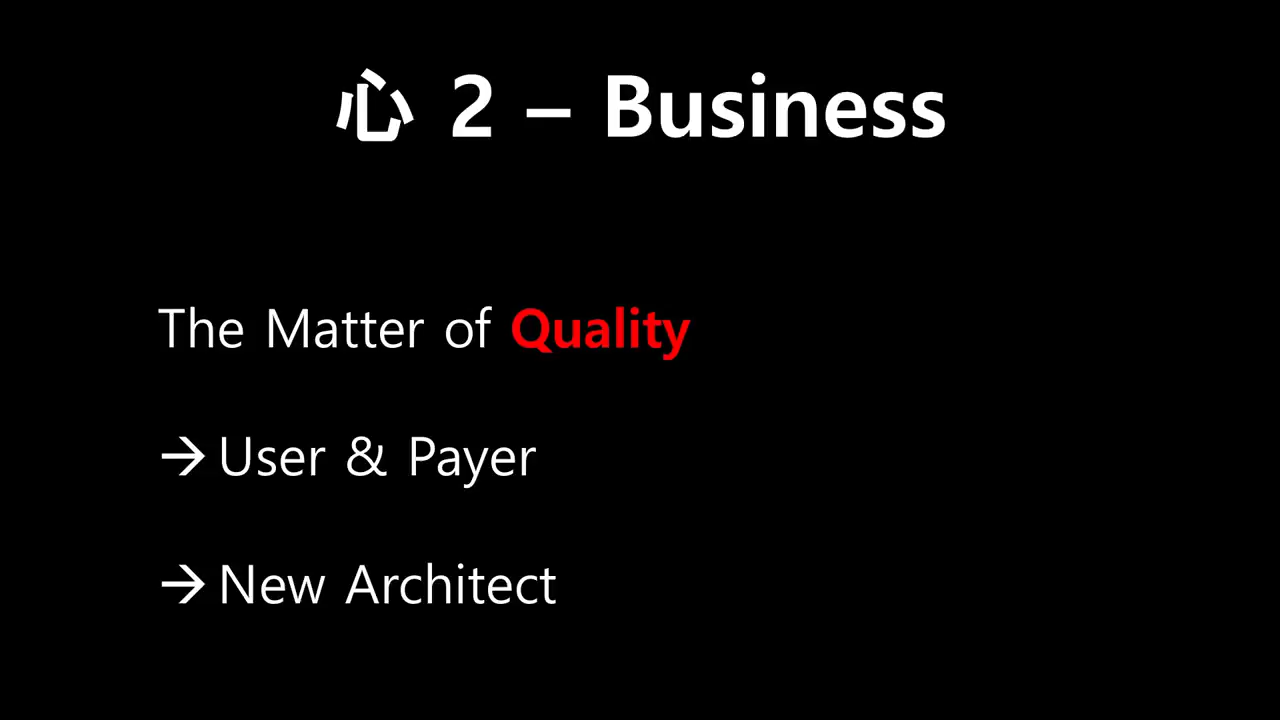 心 2 – Business
The Matter of Quality
→ User & Payer
→ New Architect